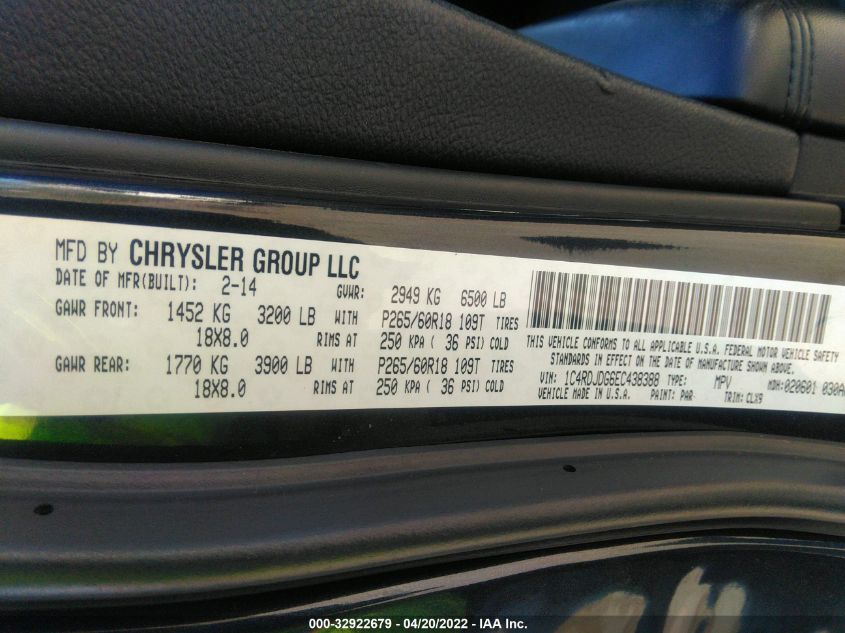 MFD BY CHRYSLER GROUP LLC
DATE OF MFR(BUILT): 2-14 GVWR: 2949 KG 6500 LB
GAWR FRONT: 1452 KG 3200 LB WITH P265/60R18 109T TIRES
18X8.0 RIMS AT 250 KPA ( 36 PSI) COLD
GAWR REAR: 1770 KG 3900 LB WITH P265/60R18 109T TIRES
18X8.0 RIMS AT 250 KPA ( 36 PSI) COLD
THIS VEHICLE CONFORMS TO ALL APPLICABLE U.S.A. FEDERAL MOTOR VEHICLE SAFETY
STANDARDS IN EFFECT ON THE DATE OF MANUFACTURE SHOWN ABOVE.
VIN: 1C4RDJDG6EC438388 TYPE: MPV MDH: 020601 030A
VEHICLE MADE IN U.S.A. PAINT: PAR TRIM: CLX9
000-32922679 - 04/20/2022 - IAA Inc.